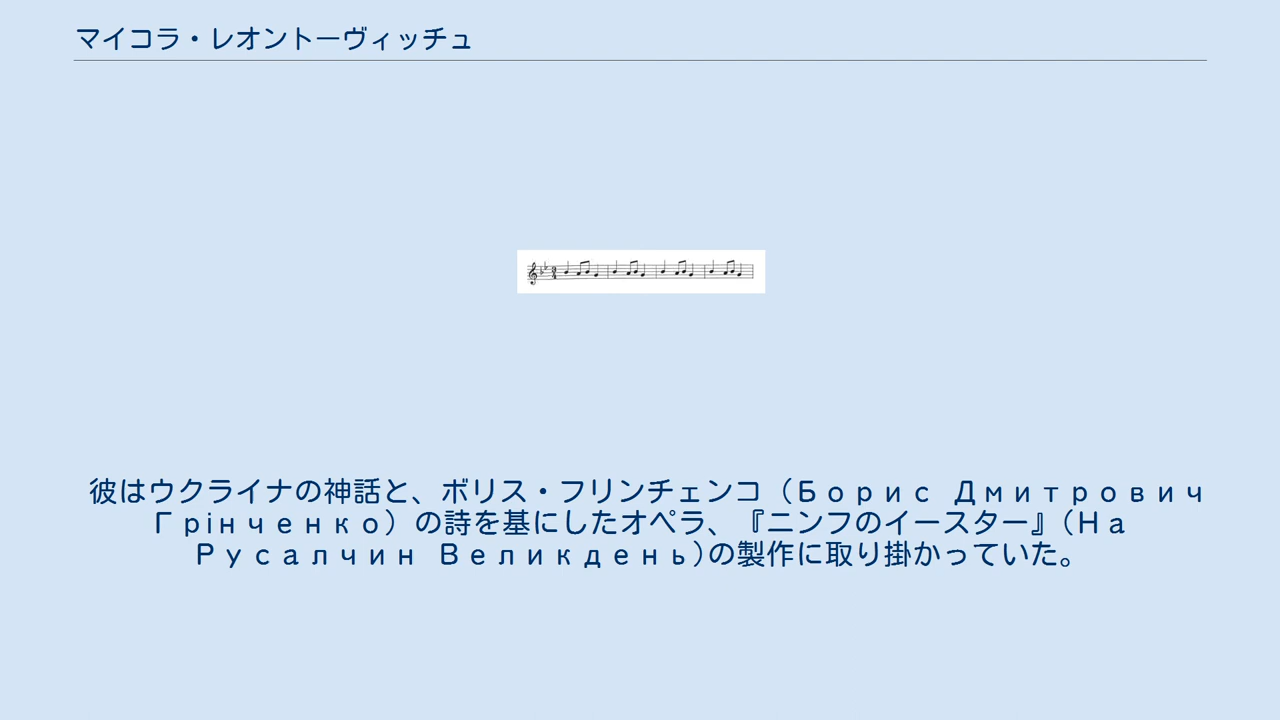 マイコラ・レオントーヴィッチュ
彼はウクライナの神話と、ボリス・フリンチェンコ（Борис Дмитрович
Грінченко）の詩を基にしたオペラ、『ニンフのイースター』(На
Русалчин Великдень)の製作に取り掛かっていた。